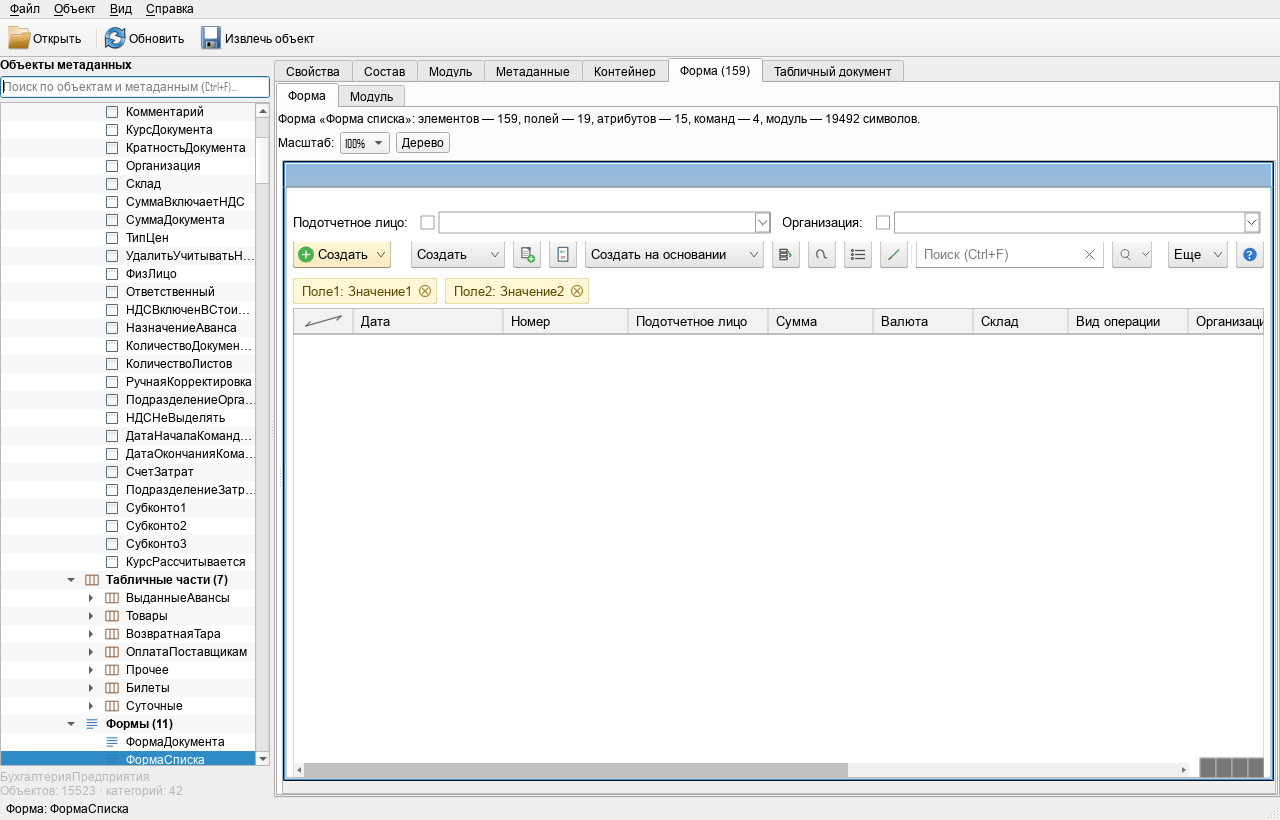 Файл Объект Вид Справка
Открыть Обновить Извлечь объект
Объекты метаданных
Поиск по объектам и метаданным (Ctrl+F)...
Комментарий
КурсДокумента
КратностьДокумента
Организация
Склад
СуммаВключаетНДС
СуммаДокумента
ТипЦен
УдалитьУчитыватьН...
ФизЛицо
Ответственный
НДСВключенВСтои...
НазначениеАванса
КоличествоДокумен...
КоличествоЛистов
РучнаяКорректировка
ПодразделениеОрга...
НДСНеВыделять
ДатаНачалаКоманд...
ДатаОкончанияКома...
СчетЗатрат
ПодразделениеЗатр...
Субконто1
Субконто2
Субконто3
КурсРассчитывается
Табличные части (7)
ВыданныеАвансы
Товары
ВозвратнаяТара
ОплатаПоставщикам
Прочее
Билеты
Суточные
Формы (11)
ФормаДокумента
ФормаСписка
БухгалтерияПредприятия
Объектов: 15523 · категорий: 42
Свойства Состав Модуль Метаданные Контейнер Форма (159) Табличный документ
Форма Модуль
Форма «Форма списка»: элементов — 159, полей — 19, атрибутов — 15, команд — 4, модуль — 19492 символов.
Масштаб: 100% Дерево
Подотчетное лицо: Организация:
Создать Создать Создать на основании Поиск (Ctrl+F) Еще ?
Поле1: Значение1 Поле2: Значение2
Дата Номер Подотчетное лицо Сумма Валюта Склад Вид операции Организаци
Форма: ФормаСписка